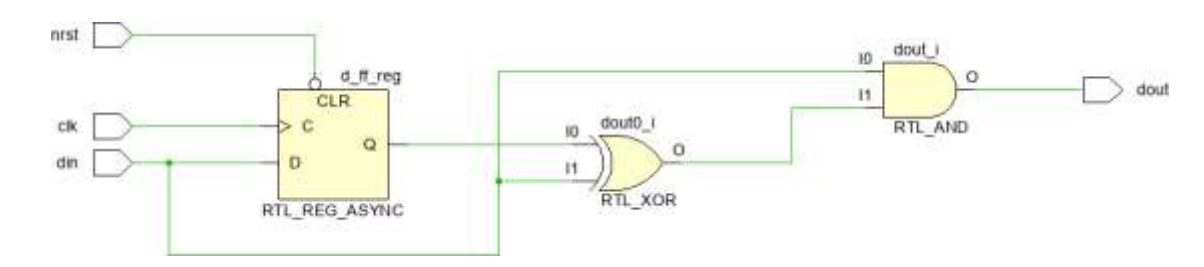 nrst
d_ff_reg
CLR
clk
C
din
D
Q
RTL_REG_ASYNC
dout0_i
I0
I1
O
RTL_XOR
dout_i
I0
I1
O
RTL_AND
dout